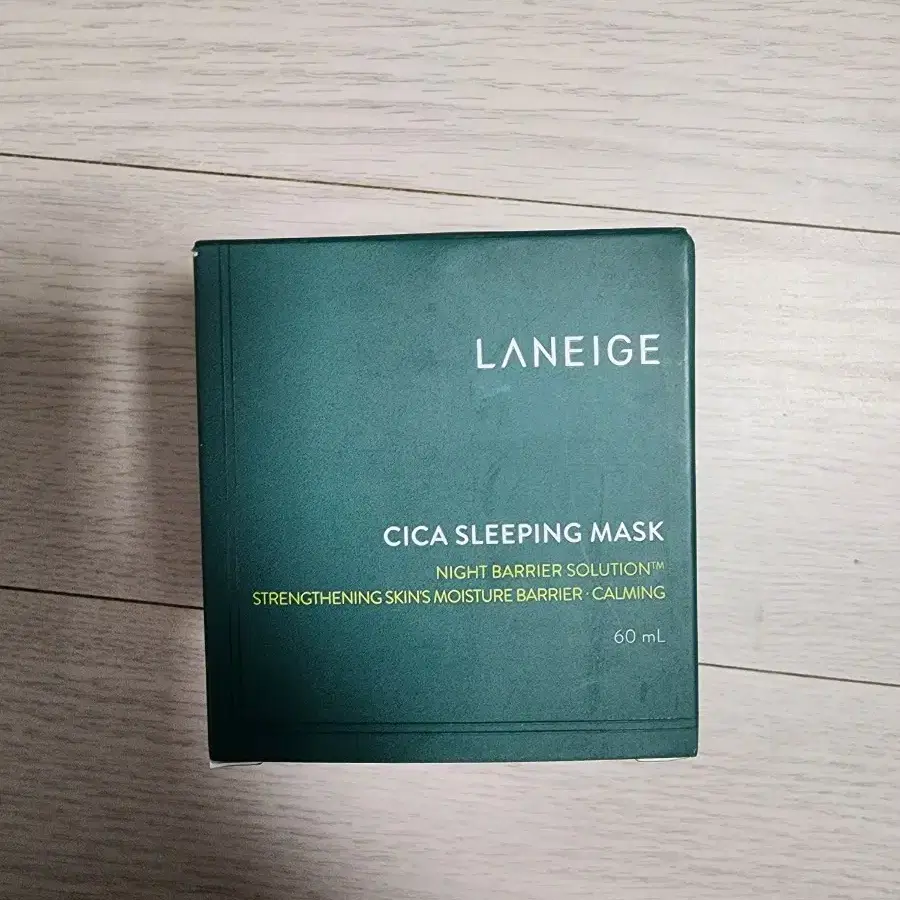 LANEIGE
CICA SLEEPING MASK
NIGHT BARRIER SOLUTION™
STRENGTHENING SKIN'S MOISTURE BARRIER · CALMING
60 mL